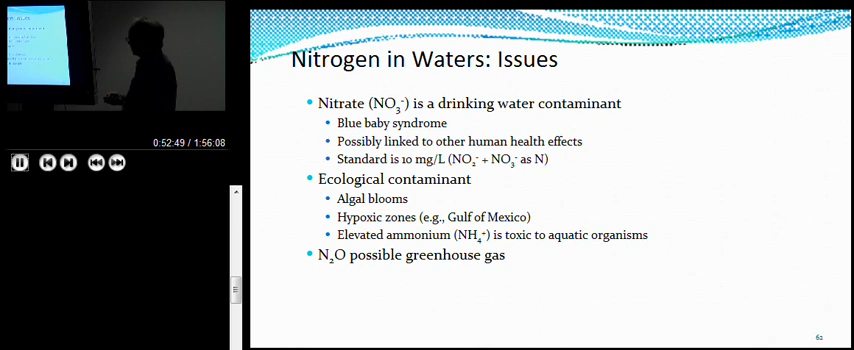 0:52:49 / 1:56:08
Nitrogen in Waters: Issues
• Nitrate (NO₃⁻) is a drinking water contaminant
• Blue baby syndrome
• Possibly linked to other human health effects
• Standard is 10 mg/L (NO₂⁻ + NO₃⁻ as N)
• Ecological contaminant
• Algal blooms
• Hypoxic zones (e.g., Gulf of Mexico)
• Elevated ammonium (NH₄⁺) is toxic to aquatic organisms
• N₂O possible greenhouse gas
62